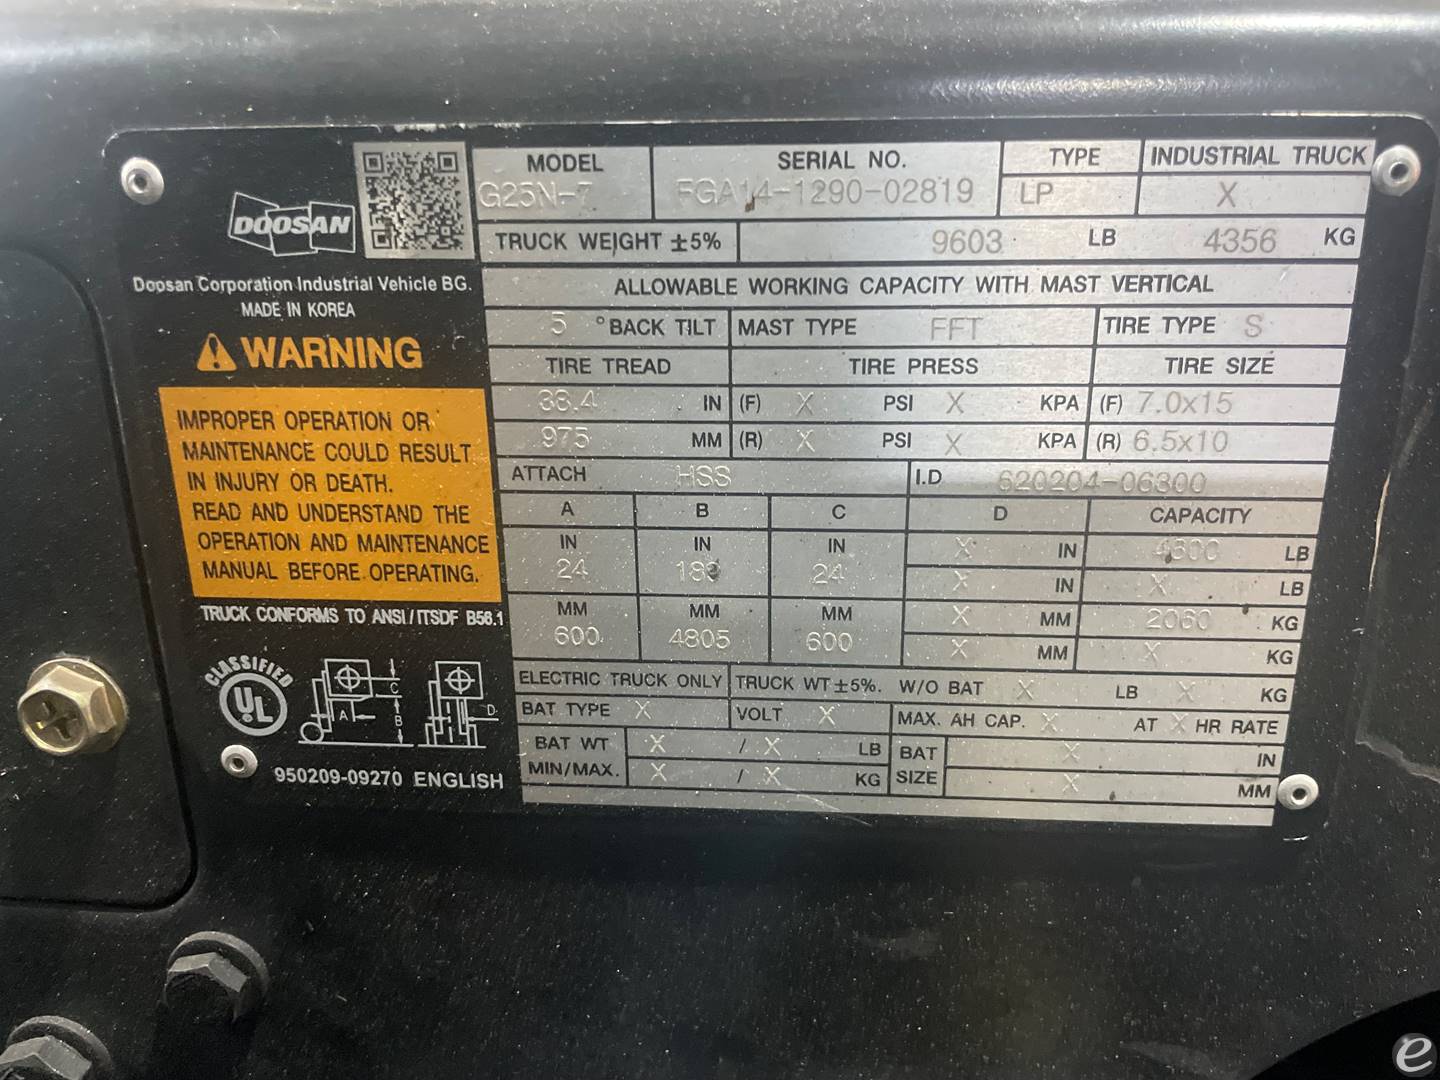 DOOSAN
Doosan Corporation Industrial Vehicle BG.
MADE IN KOREA
WARNING
IMPROPER OPERATION OR
MAINTENANCE COULD RESULT
IN INJURY OR DEATH.
READ AND UNDERSTAND THE
OPERATION AND MAINTENANCE
MANUAL BEFORE OPERATING.
TRUCK CONFORMS TO ANSI/ITSDF B56.1
CLASSIFIED
UL
A B C D
950209-09270 ENGLISH
MODEL SERIAL NO. TYPE INDUSTRIAL TRUCK
G25N-7 FGA14-1290-02819 LP X
TRUCK WEIGHT ±5% 9603 LB 4356 KG
ALLOWABLE WORKING CAPACITY WITH MAST VERTICAL
5 °BACK TILT MAST TYPE FFT TIRE TYPE S
TIRE TREAD TIRE PRESS TIRE SIZE
38.4 IN (F) X PSI X KPA (F) 7.0x15
975 MM (R) X PSI X KPA (R) 6.5x10
ATTACH HSS I.D 620204-06300
A B C D CAPACITY
IN IN IN X IN LB
24 24 X IN X LB
MM MM MM X MM 2060 KG
600 4805 600 X MM X KG
ELECTRIC TRUCK ONLY TRUCK WT ±5%. W/O BAT X LB X KG
BAT TYPE X VOLT X MAX. AH CAP. X AT X HR RATE
BAT WT X / X LB BAT X IN
MIN/MAX. X / X KG SIZE X MM
e